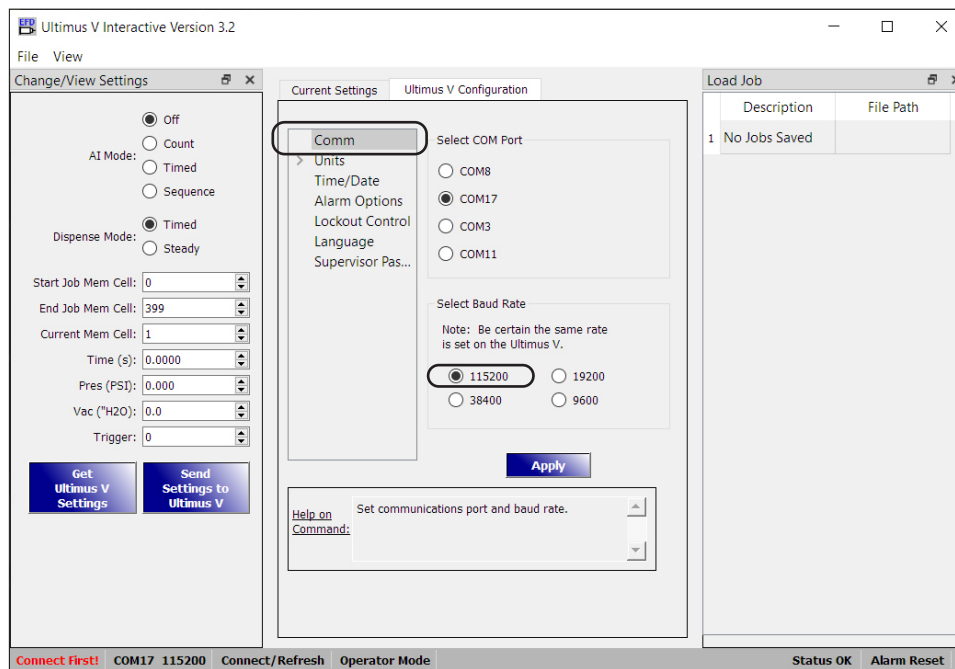 EFD Ultimus V Interactive Version 3.2
File View
Change/View Settings
Off
Count
AI Mode:
Timed
Sequence
Timed
Dispense Mode:
Steady
Start Job Mem Cell: 0
End Job Mem Cell: 399
Current Mem Cell: 1
Time (s): 0.0000
Pres (PSI): 0.000
Vac ("H2O): 0.0
Trigger: 0
Get
Ultimus V
Settings
Send
Settings to
Ultimus V
Current Settings Ultimus V Configuration
Comm
Units
Time/Date
Alarm Options
Lockout Control
Language
Supervisor Pas...
Select COM Port
COM8
COM17
COM3
COM11
Select Baud Rate
Note: Be certain the same rate
is set on the Ultimus V.
115200 19200
38400 9600
Apply
Help on
Command:
Set communications port and baud rate.
Load Job
Description File Path
1 No Jobs Saved
Connect First! COM17 115200 Connect/Refresh Operator Mode Status OK Alarm Reset